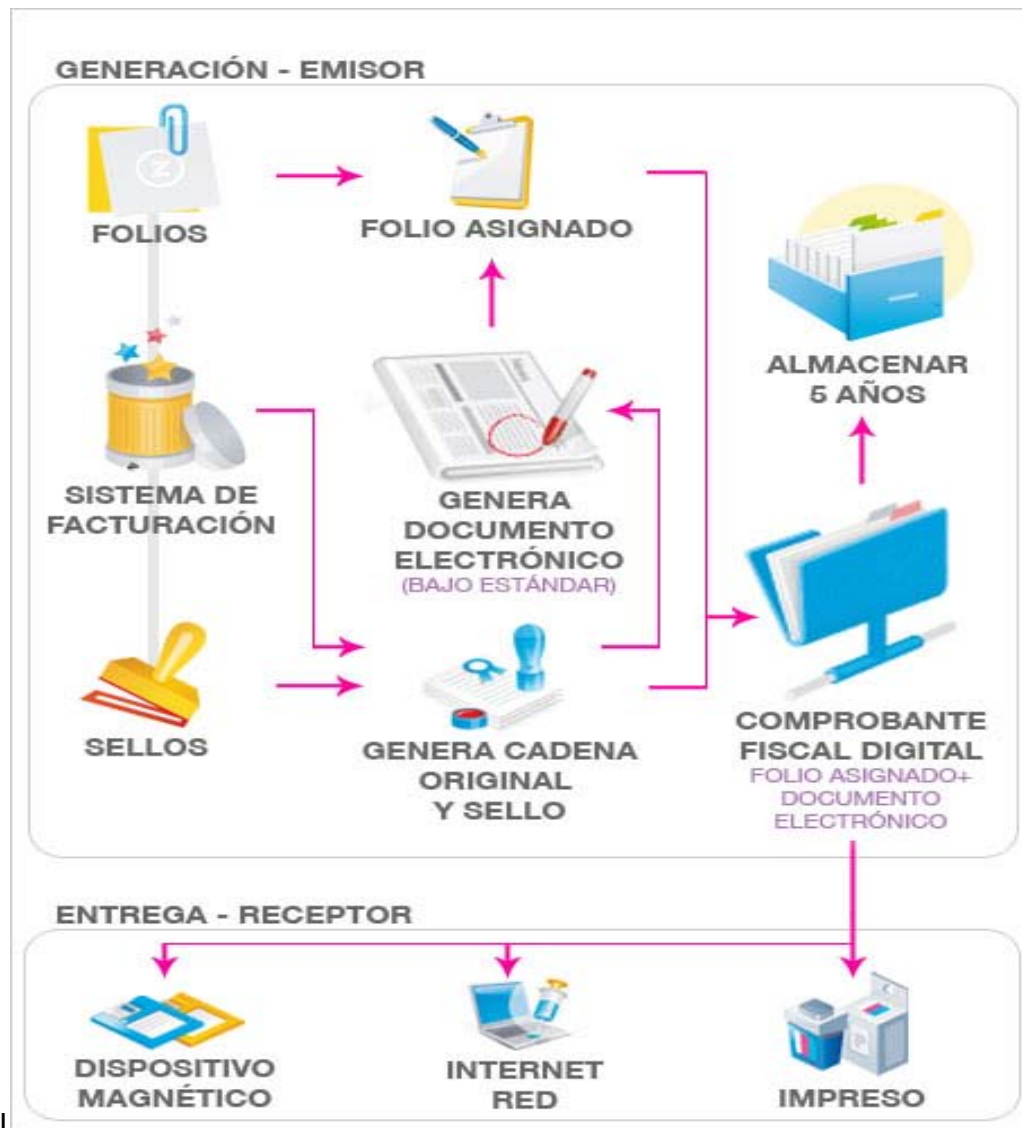 GENERACIÓN - EMISOR
FOLIOS
FOLIO ASIGNADO
ALMACENAR
5 AÑOS
SISTEMA DE
FACTURACIÓN
GENERA
DOCUMENTO
ELECTRÓNICO
(BAJO ESTÁNDAR)
SELLOS
GENERA CADENA
ORIGINAL
Y SELLO
COMPROBANTE
FISCAL DIGITAL
FOLIO ASIGNADO+
DOCUMENTO
ELECTRÓNICO
ENTREGA - RECEPTOR
DISPOSITIVO
MAGNÉTICO
INTERNET
RED
IMPRESO